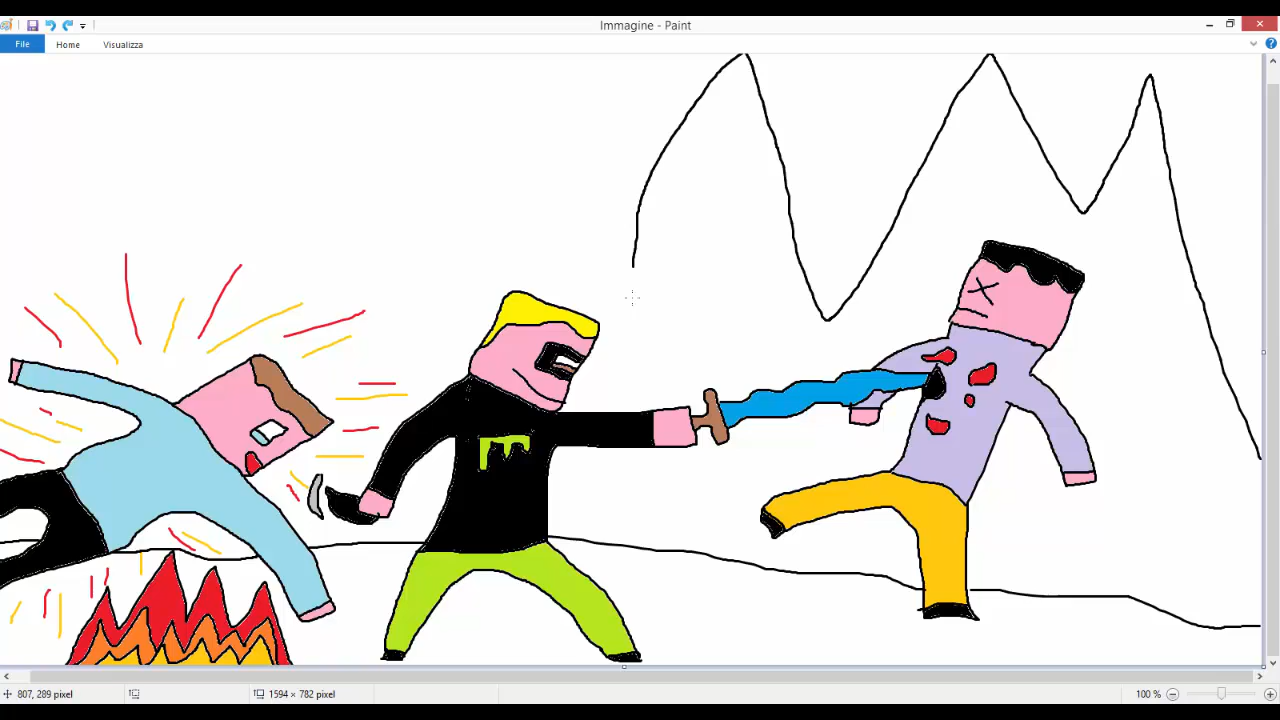 Immagine - Paint
File Home Visualizza
807, 289 pixel 1594 × 782 pixel 100 %